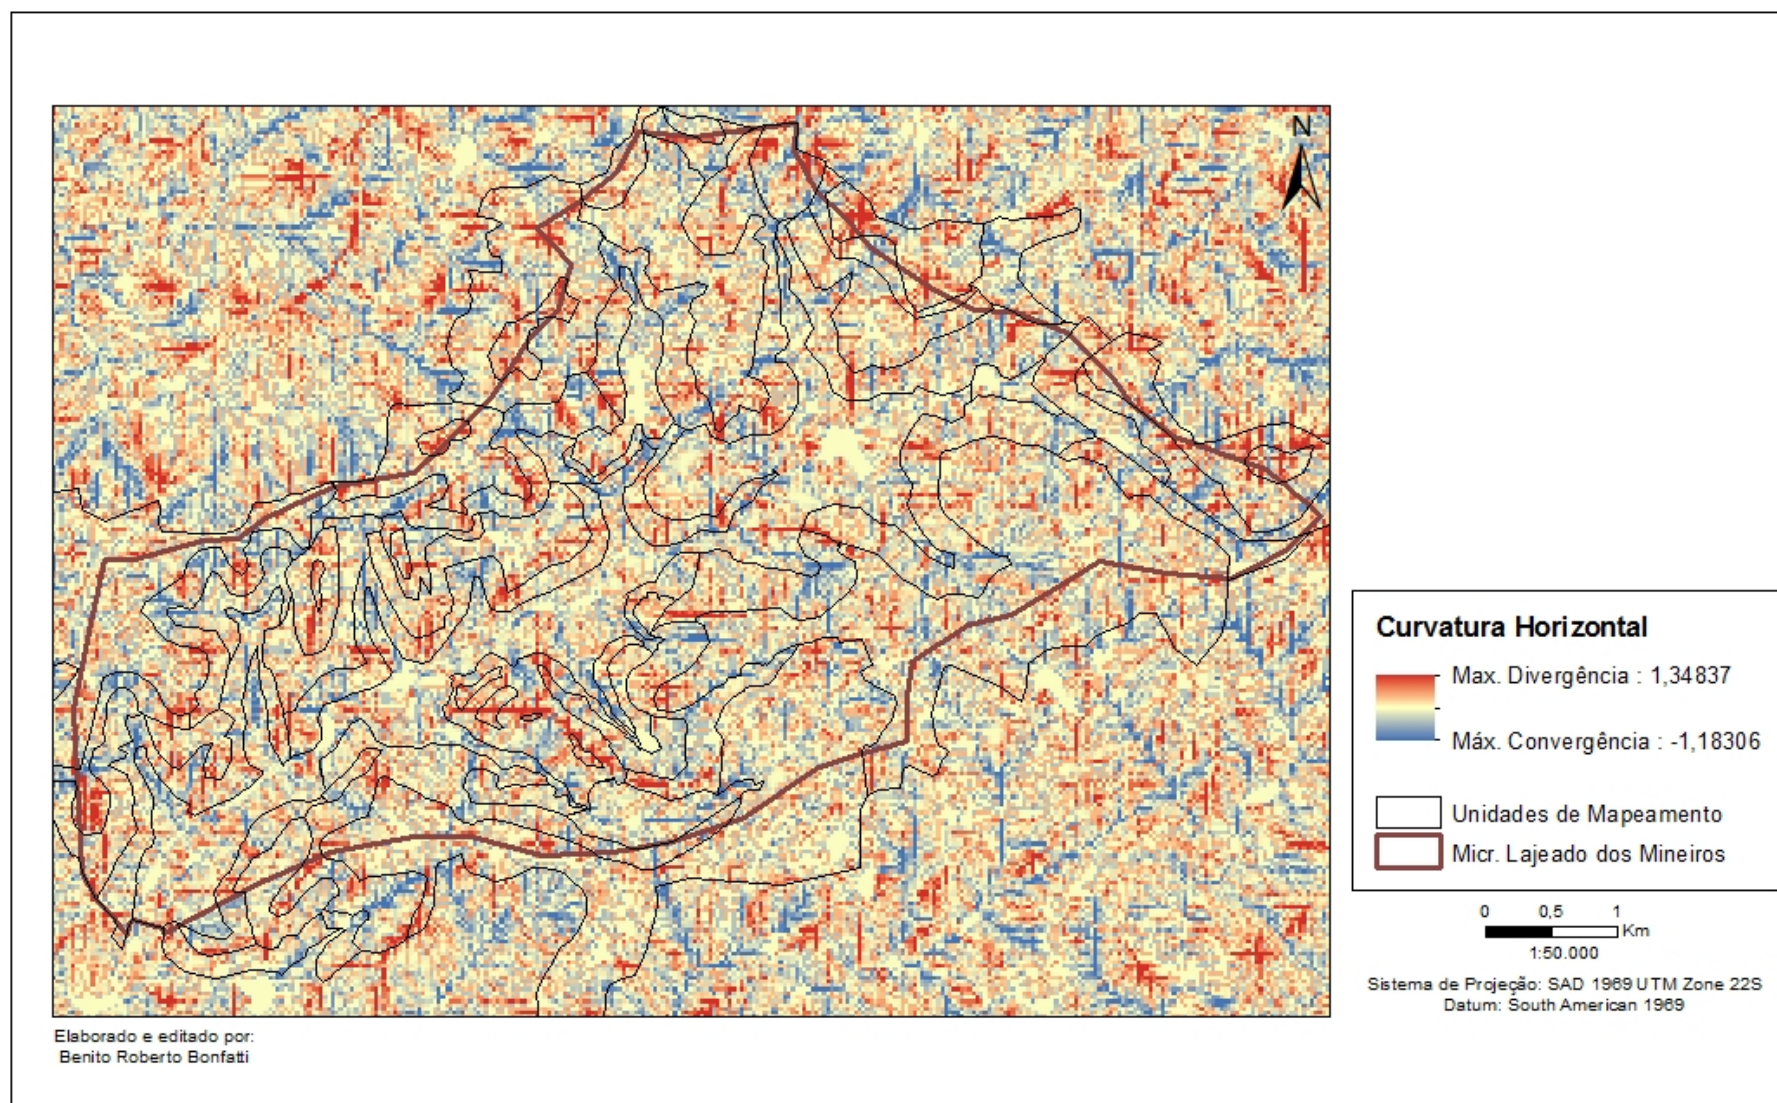 N
Curvatura Horizontal
Max. Divergência : 1,34837
Máx. Convergência : -1,18306
Unidades de Mapeamento
Micr. Lajeado dos Mineiros
0 0,5 1
Km
1:50.000
Sistema de Projeção: SAD 1969 UTM Zone 22S
Datum: South American 1969
Elaborado e editado por:
Benito Roberto Bonfatti